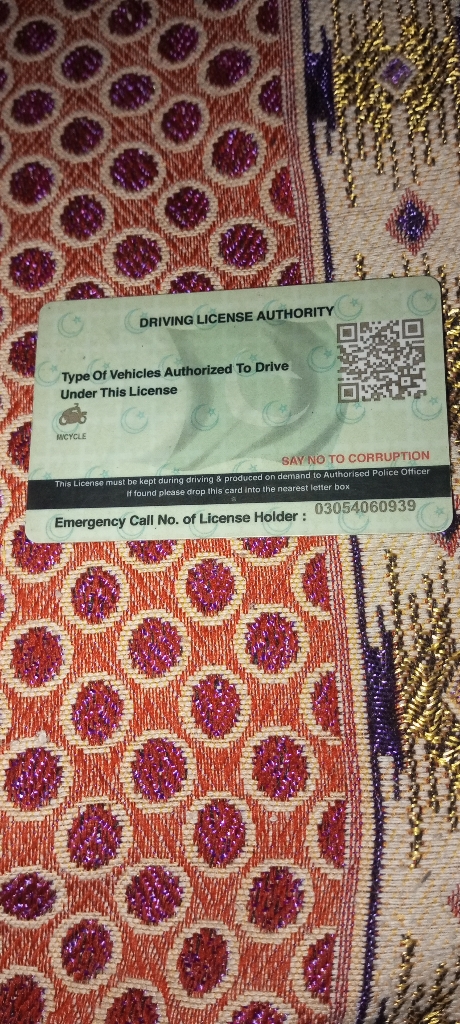 DRIVING LICENSE AUTHORITY
Type Of Vehicles Authorized To Drive
Under This License
M/CYCLE
SAY NO TO CORRUPTION
This License must be kept during driving & produced on demand to Authorised Police Officer
If found please drop this card into the nearest letter box
Emergency Call No. of License Holder : 03054060939